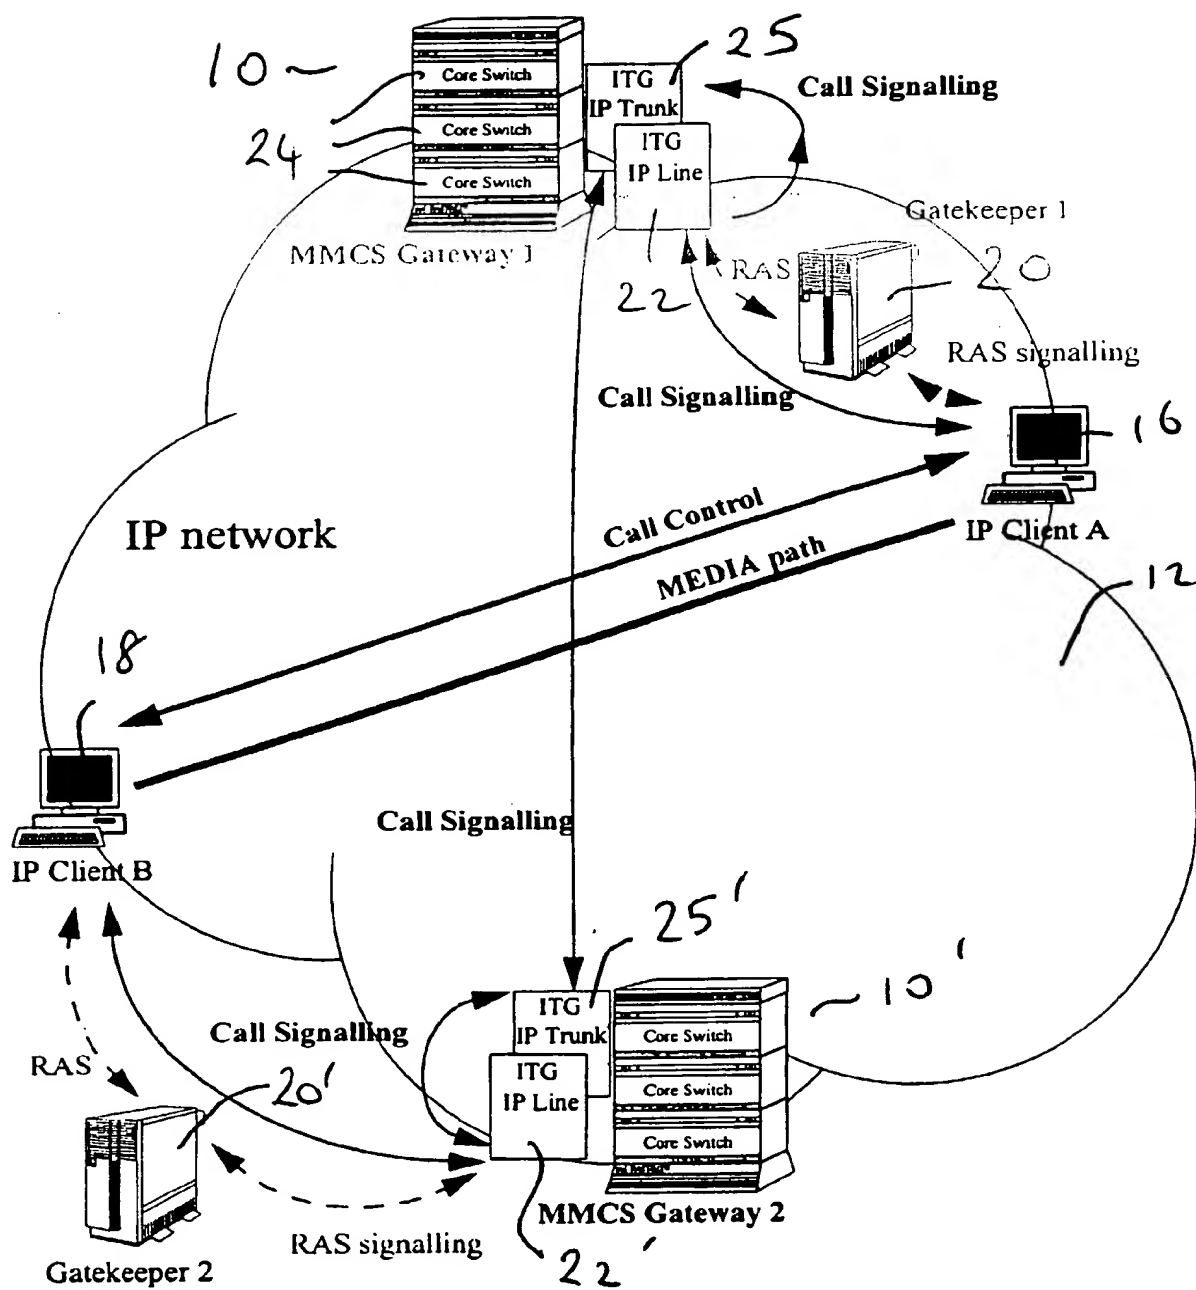 10
25
Core Switch
ITG
IP Trunk
Call Signalling
24
Core Switch
ITG
IP Line
Core Switch
Gatekeeper 1
MMCS Gateway 1
RAS
20
22
RAS signalling
Call Signalling
16
IP network
Call Control
IP Client A
MEDIA path
12
18
Call Signalling
IP Client B
25'
10'
ITG
IP Trunk
Core Switch
Call Signalling
RAS
20'
ITG
IP Line
Core Switch
Core Switch
MMCS Gateway 2
RAS signalling
22'
Gatekeeper 2